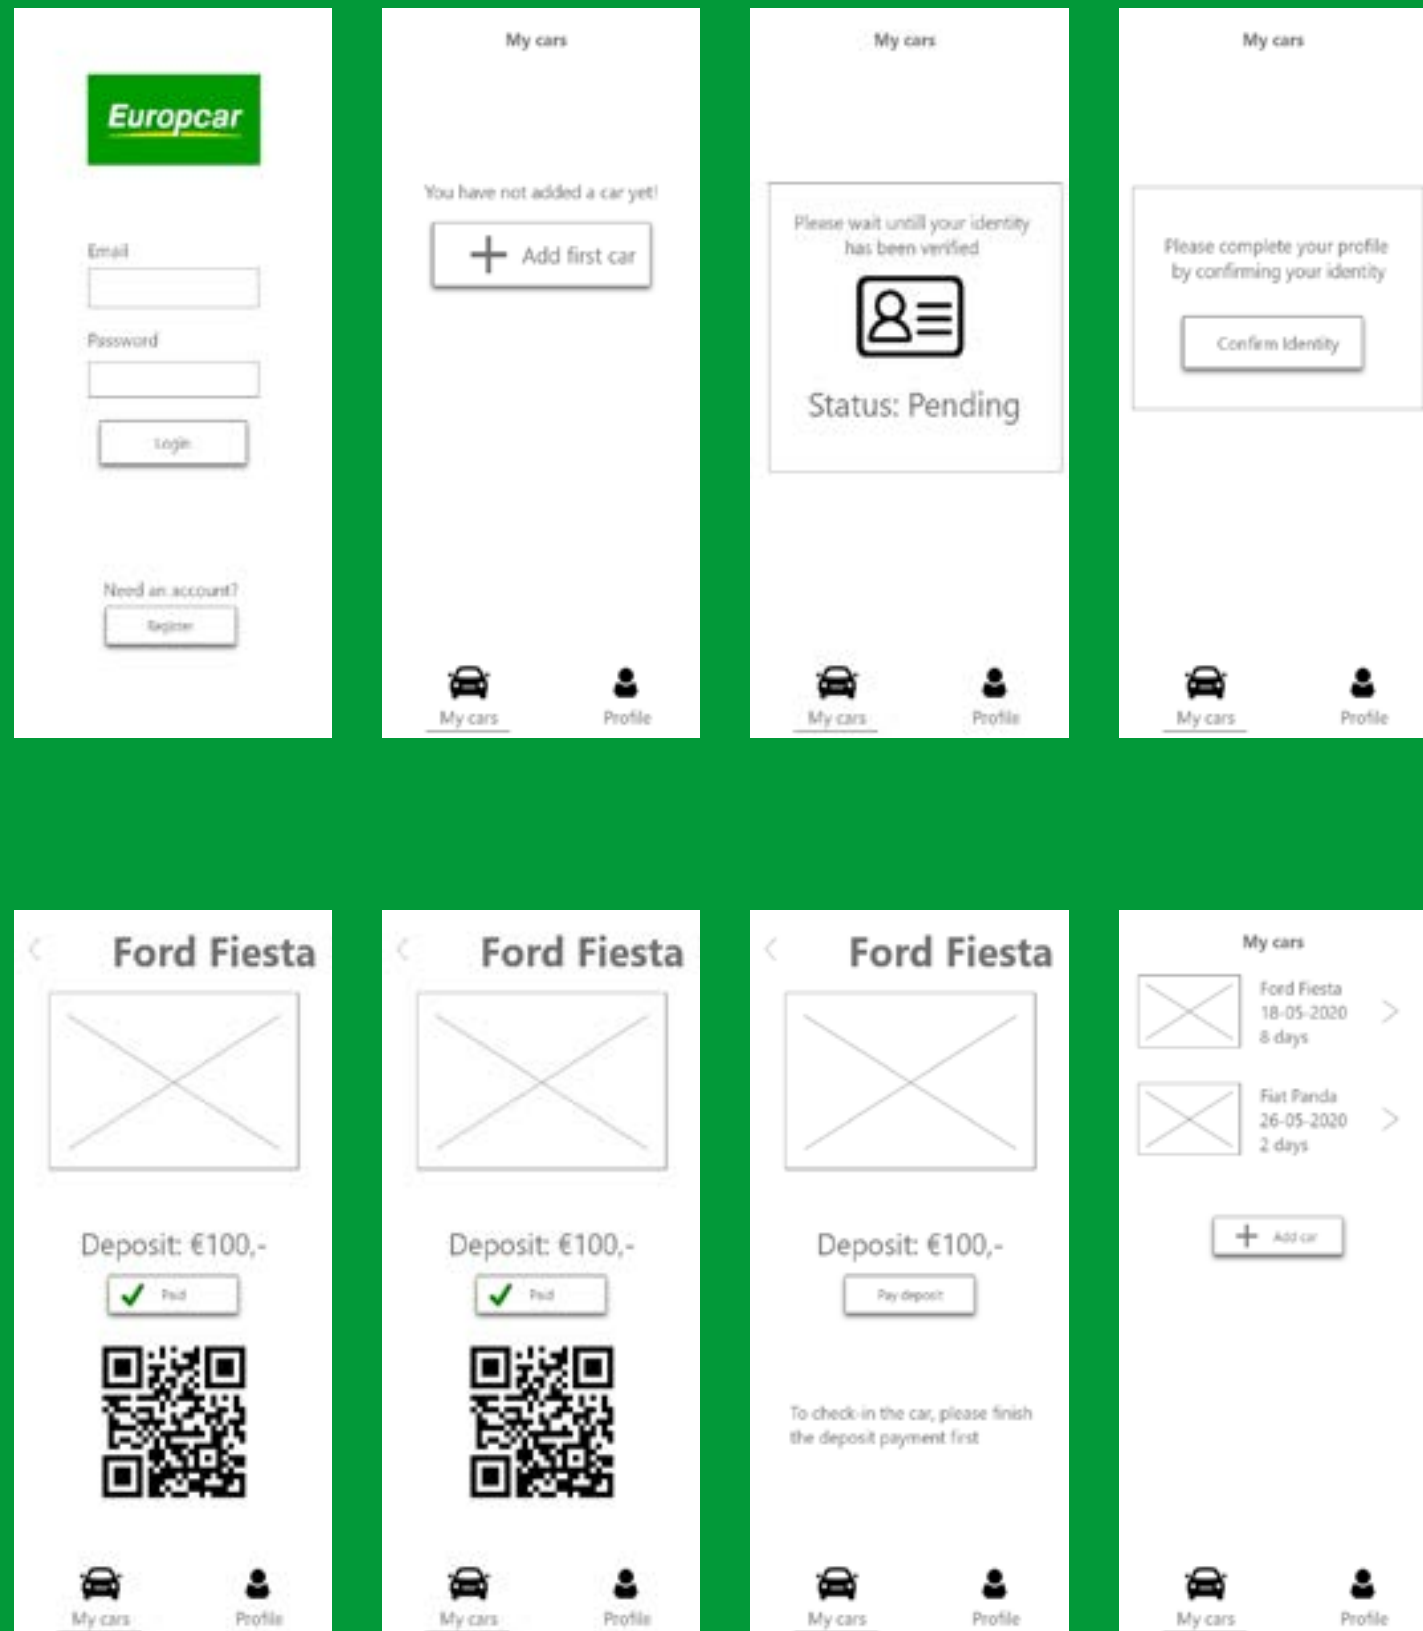 Europcar
Email
Password
Login
Need an account?
Register
My cars
You have not added a car yet!
Add first car
My cars
Profile
My cars
Please wait untill your identity
has been verified
Status: Pending
My cars
Profile
My cars
Please complete your profile
by confirming your identity
Confirm Identity
My cars
Profile
Ford Fiesta
Deposit: €100,-
Paid
My cars
Profile
Ford Fiesta
Deposit: €100,-
Paid
My cars
Profile
Ford Fiesta
Deposit: €100,-
Pay deposit
To check-in the car, please finish
the deposit payment first
My cars
Profile
My cars
Ford Fiesta
18-05-2020
8 days
Fiat Panda
26-05-2020
2 days
Add car
My cars
Profile